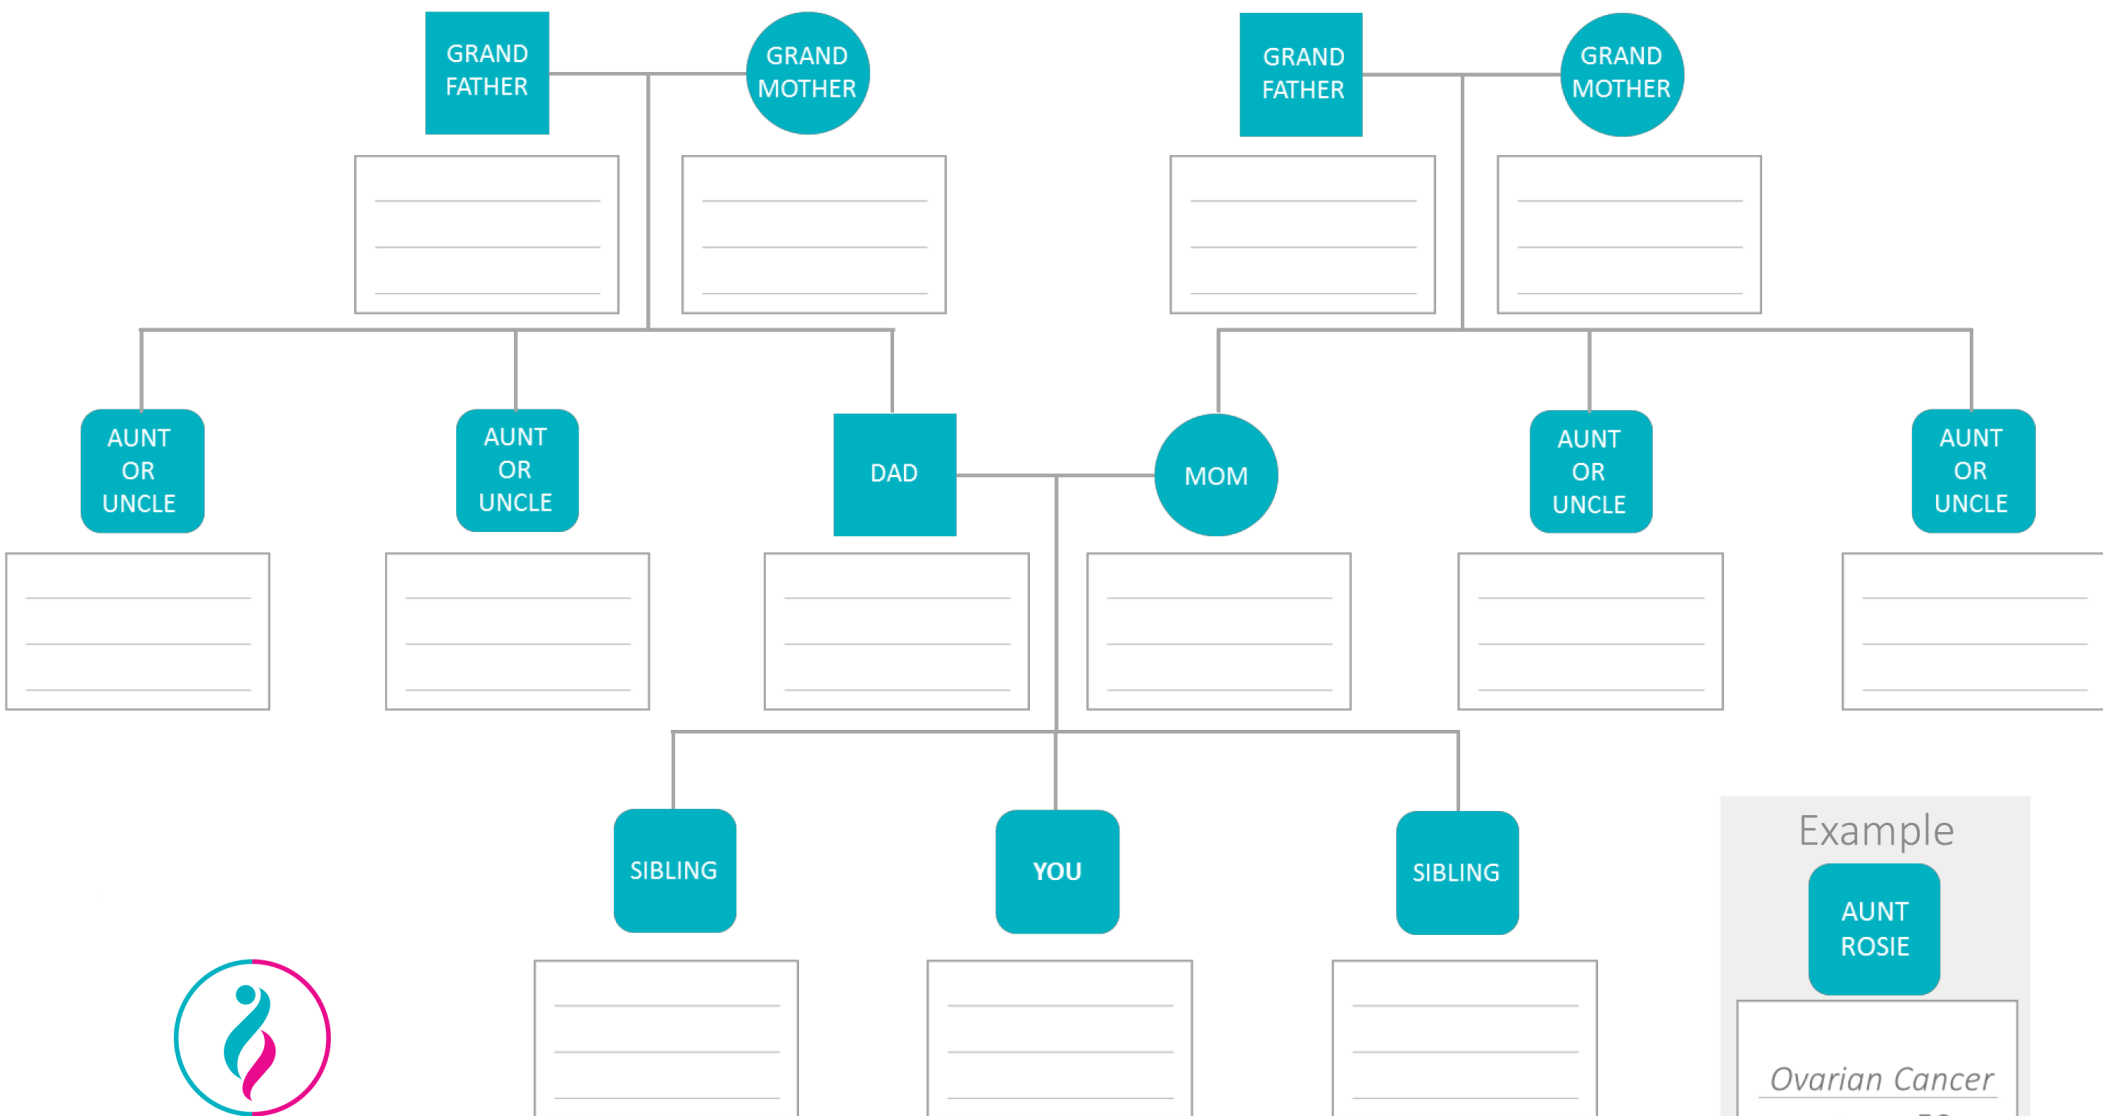 GRAND
FATHER
GRAND
MOTHER
GRAND
FATHER
GRAND
MOTHER
AUNT
OR
UNCLE
AUNT
OR
UNCLE
DAD
MOM
AUNT
OR
UNCLE
AUNT
OR
UNCLE
SIBLING
YOU
SIBLING
Example
AUNT
ROSIE
Ovarian Cancer